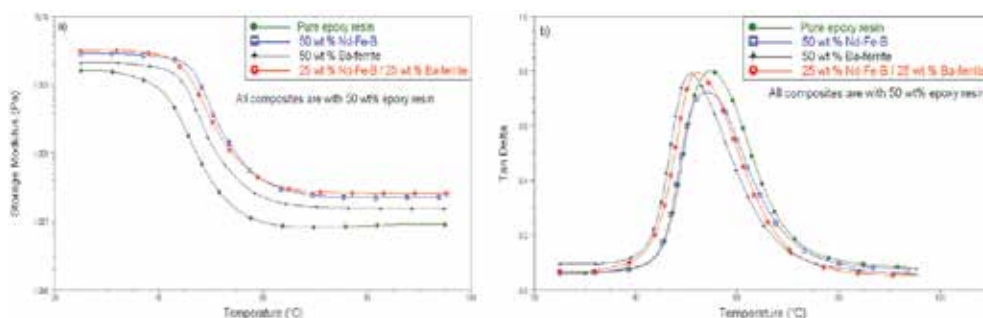 a)
Pure epoxy resin
50 wt % Nd-Fe-B
50 wt % Ba-ferrite
25 wt % Nd-Fe-B / 25 wt % Ba-ferrite
All composites are with 50 wt% epoxy resin
Storage Modulus (Pa)
Temperature (°C)
b)
Pure epoxy resin
50 wt % Nd-Fe-B
50 wt % Ba-ferrite
25 wt % Nd-Fe-B / 25 wt % Ba-ferrite
All composites are with 50 wt% epoxy resin
Tan Delta
Temperature (°C)